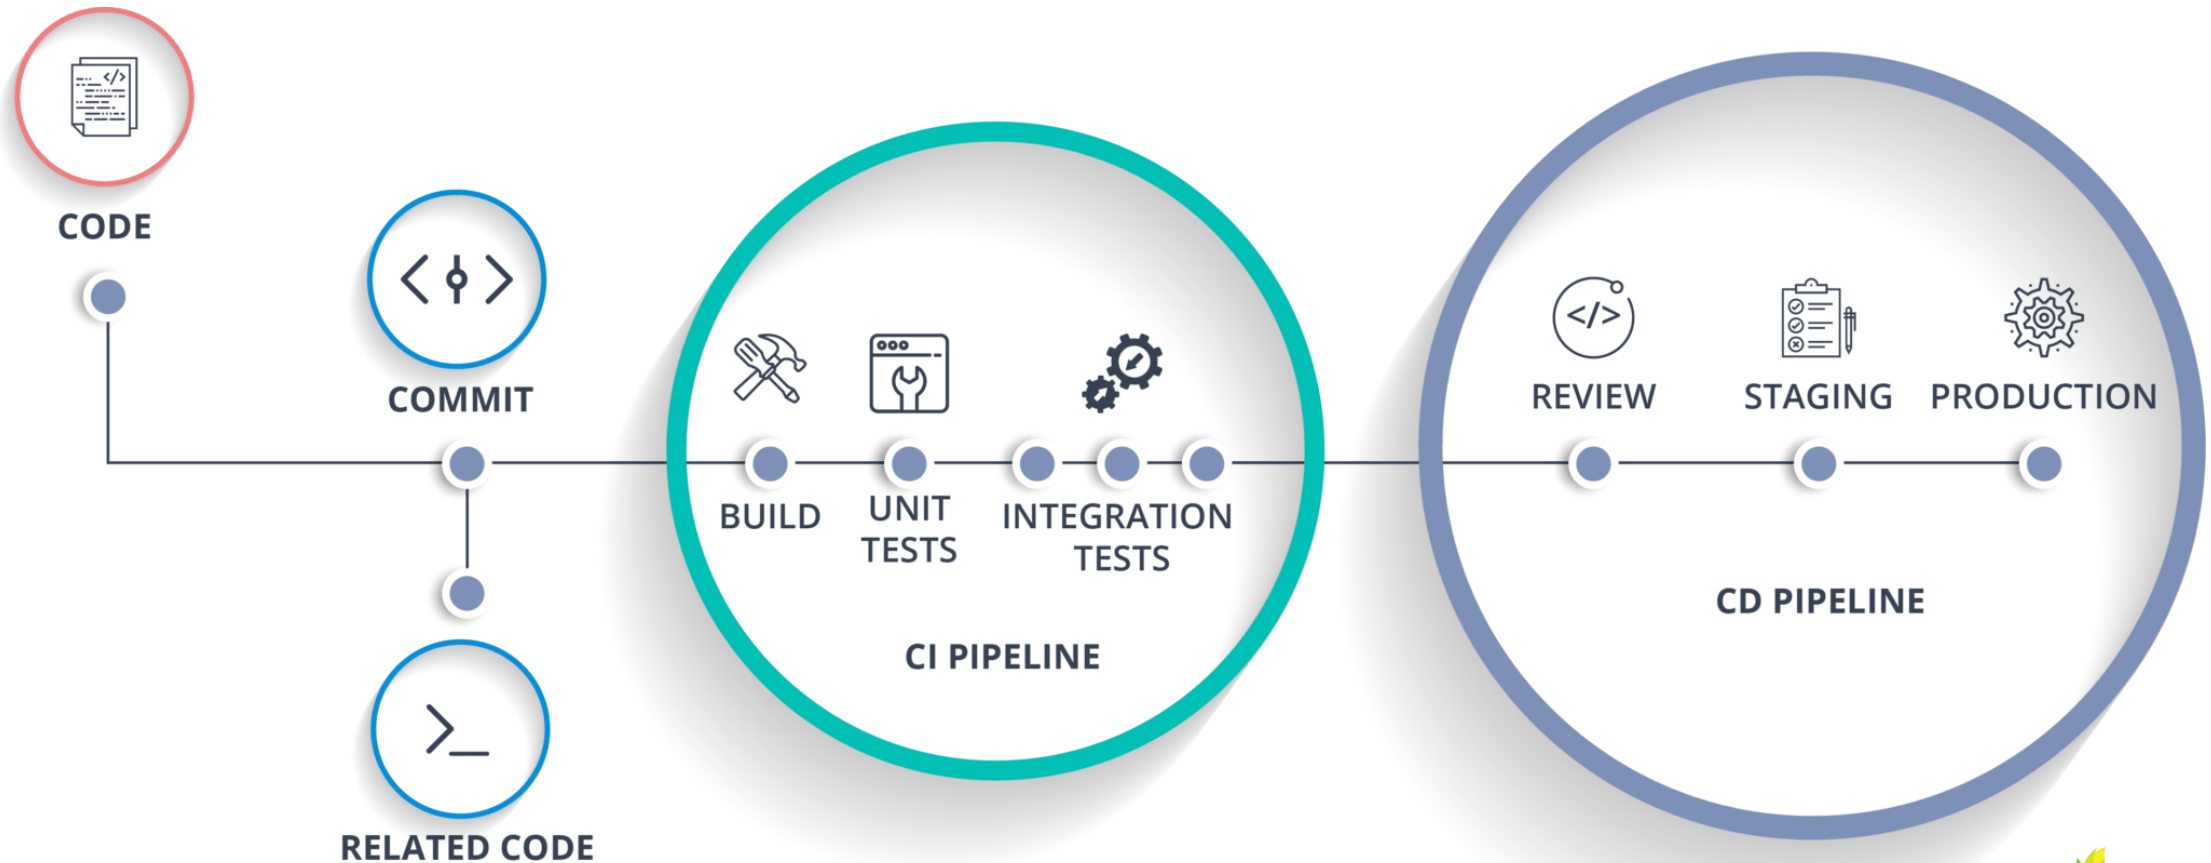 CODE
COMMIT
RELATED CODE
BUILD
UNIT
TESTS
INTEGRATION
TESTS
CI PIPELINE
REVIEW
STAGING
PRODUCTION
CD PIPELINE